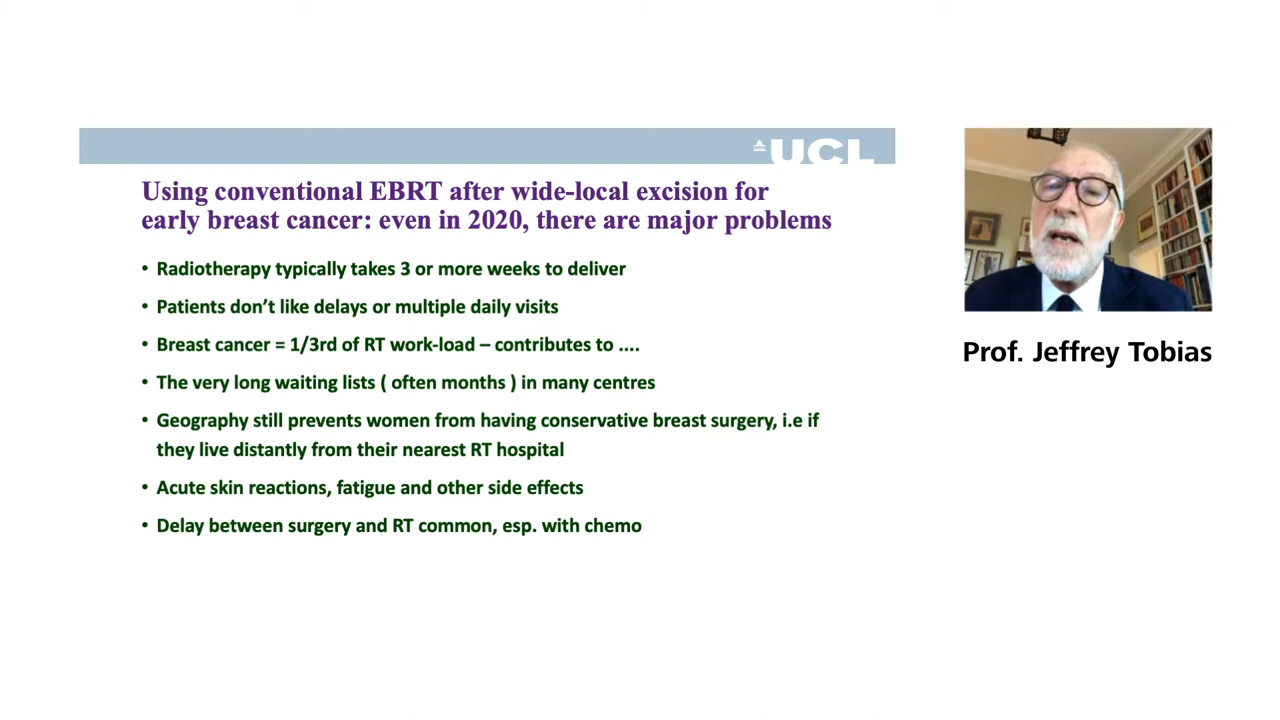 UCL
Using conventional EBRT after wide-local excision for
early breast cancer: even in 2020, there are major problems
• Radiotherapy typically takes 3 or more weeks to deliver
• Patients don’t like delays or multiple daily visits
• Breast cancer = 1/3rd of RT work-load – contributes to ....
• The very long waiting lists ( often months ) in many centres
• Geography still prevents women from having conservative breast surgery, i.e if
they live distantly from their nearest RT hospital
• Acute skin reactions, fatigue and other side effects
• Delay between surgery and RT common, esp. with chemo
Prof. Jeffrey Tobias